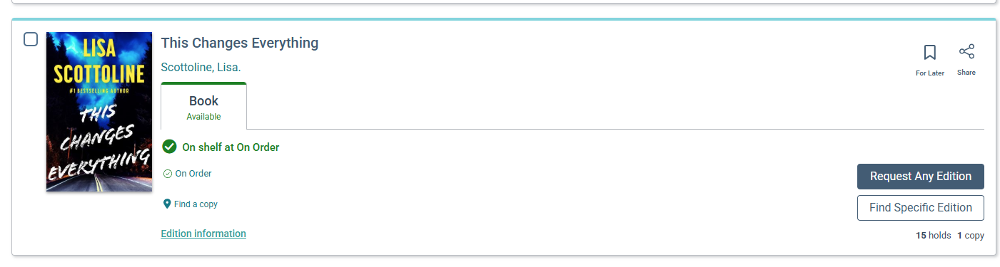 LISA
SCOTTOLINE
#1 BESTSELLING AUTHOR
THIS
CHANGES
EVERYTHING
This Changes Everything
Scottoline, Lisa.
For Later
Share
Book
Available
On shelf at On Order
On Order
Request Any Edition
Find a copy
Find Specific Edition
Edition information
15 holds 1 copy